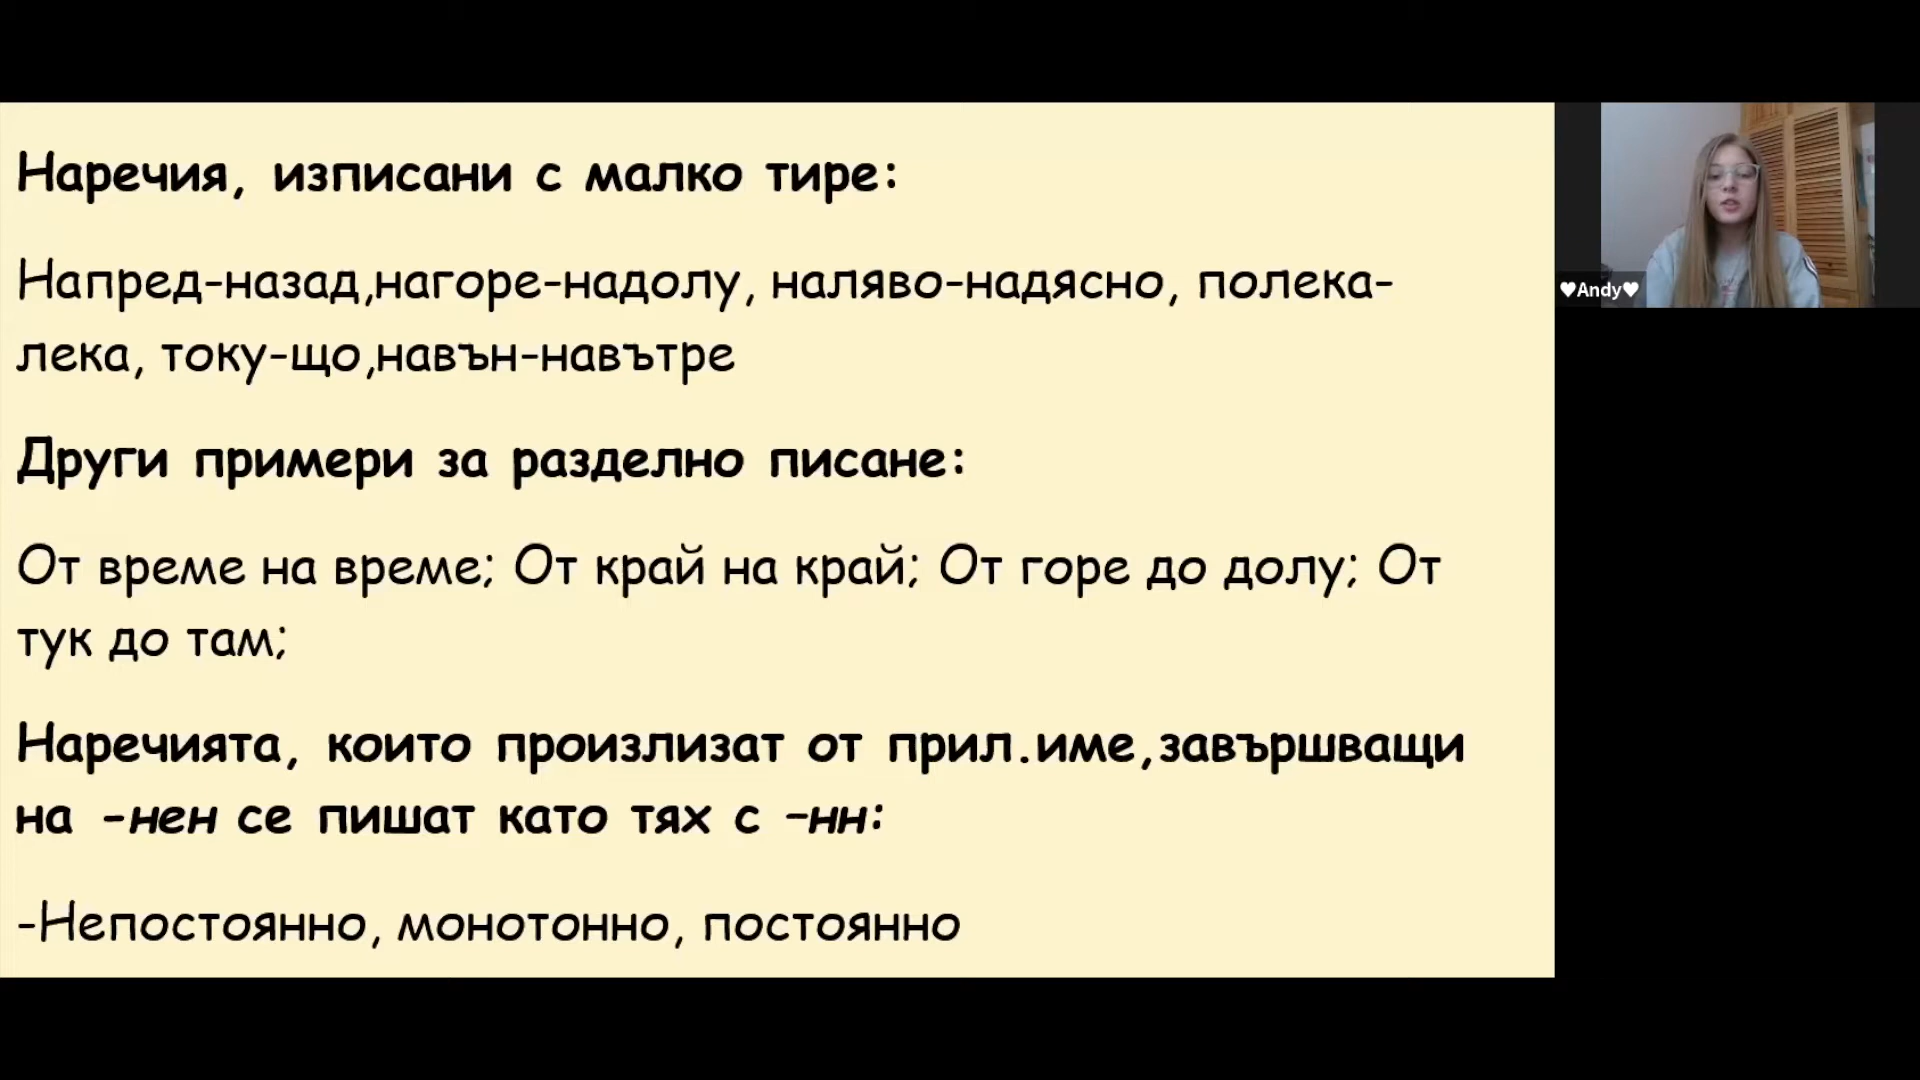 Наречия, изписани с малко тире:
Напред-назад,нагоре-надолу, наляво-надясно, полека-
лека, току-що,навън-навътре
Други примери за разделно писане:
От време на време; От край на край; От горе до долу; От
тук до там;
Наречията, които произлизат от прил.име,завършващи
на -нен се пишат като тях с –нн:
-Непостоянно, монотонно, постоянно
♥Andy♥